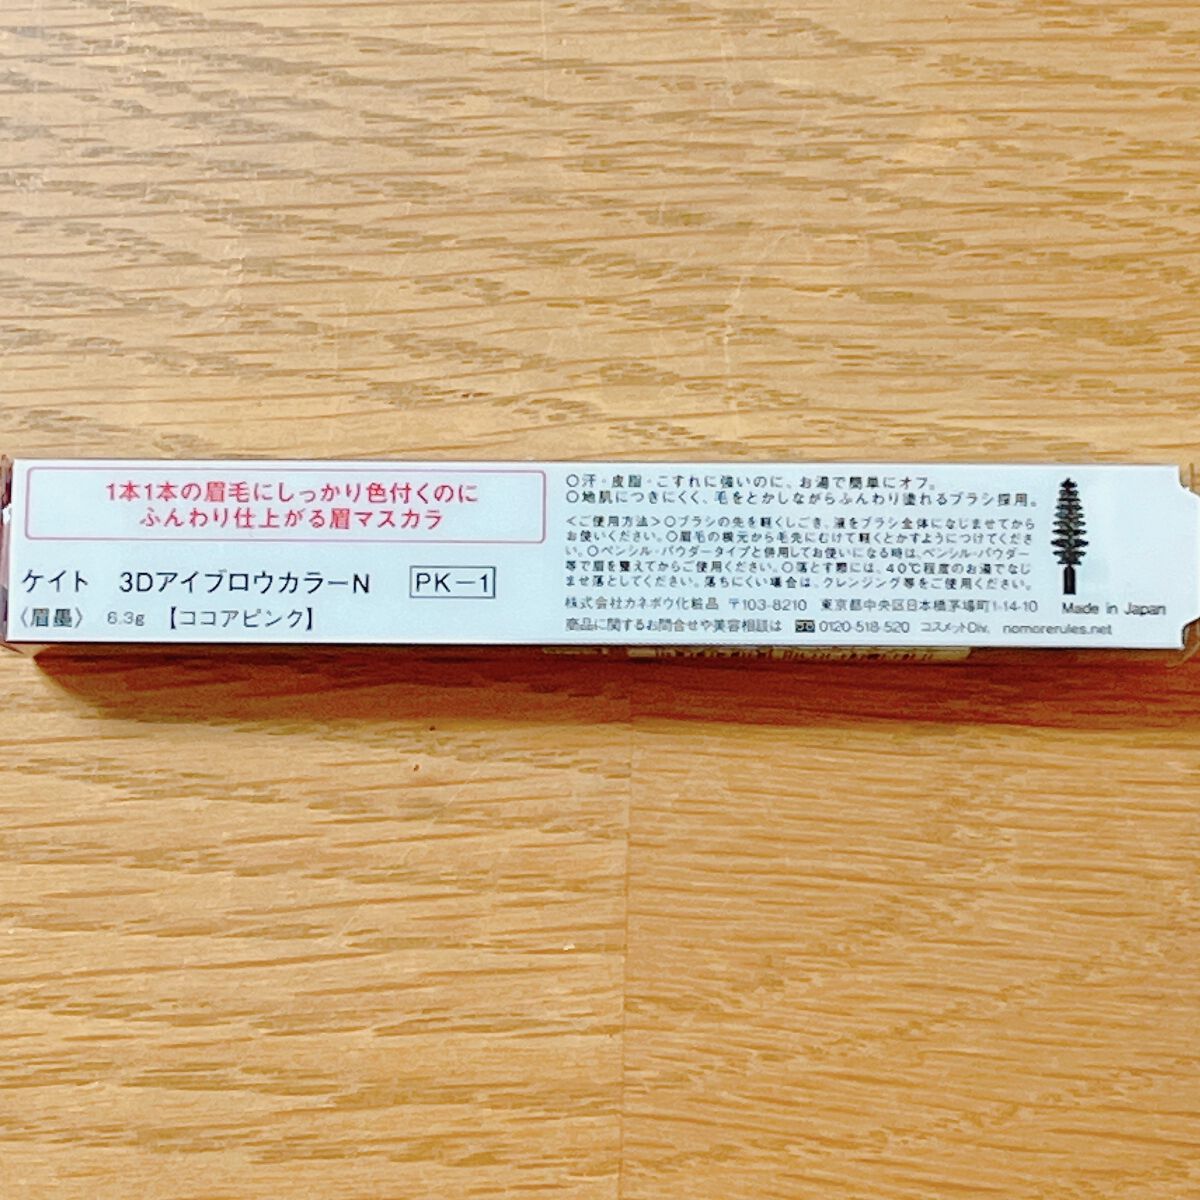 1本1本の眉毛にしっかり色付くのに
ふんわり仕上がる眉マスカラ
ケイト 3DアイブロウカラーN PK－1
〈眉墨〉 6.3g 【ココアピンク】
○汗・皮脂・こすれに強いのに、お湯で簡単にオフ。
○地肌につきにくく、毛をとかしながらふんわり塗れるブラシ採用。
＜ご使用方法＞○ブラシの先を軽くしごき、液をブラシ全体になじませてから
お使いください。○眉毛の根元から毛先にむけて軽くとかすようにつけてくださ
い。○ペンシル・パウダータイプと併用してお使いになる時は、ペンシル・パウダー
等で眉を整えてからご使用ください。○落とす際には、40℃程度のお湯でなじ
ませ落としてください。落ちにくい場合は、クレンジング等をご使用ください。
株式会社カネボウ化粧品 〒103-8210 東京都中央区日本橋茅場町1-14-10
商品に関するお問合せや美容相談は 0120-518-520 コスメットDiv. nomorerules.net
Made in Japan